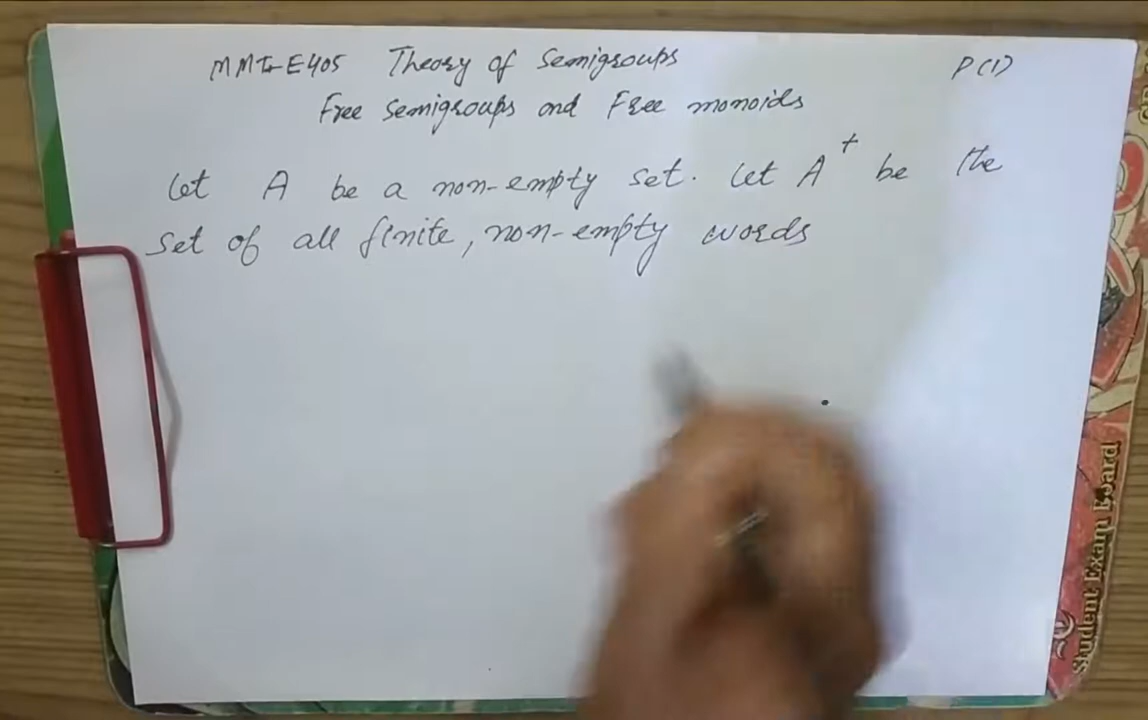 MMT-E405 Theory of Semigroups P(1)
Free Semigroups and Free monoids
Let A be a non-empty set. Let A⁺ be the
set of all finite, non-empty words
Student Exam Board